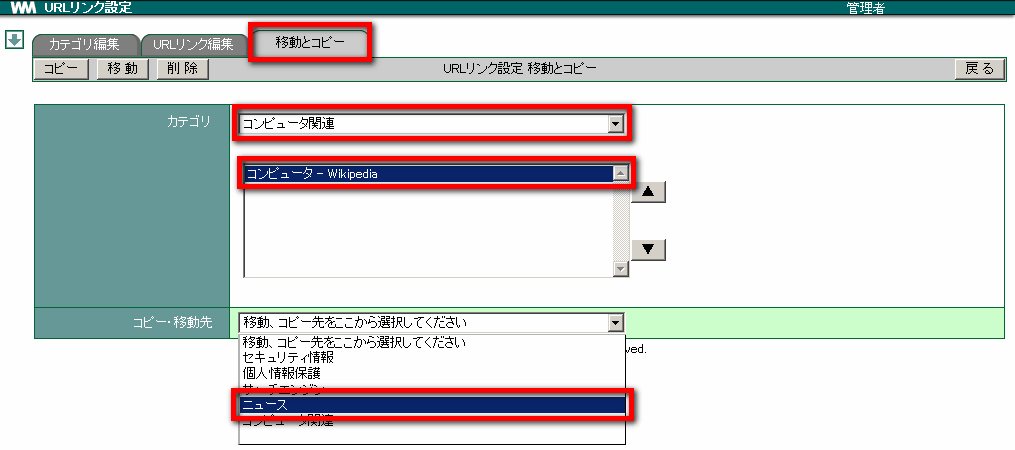 WM URLリンク設定 管理者
カテゴリ編集 URLリンク編集 移動とコピー
コピー 移動 削除 URLリンク設定 移動とコピー 戻る
カテゴリ コンピュータ関連
コンピュータ - Wikipedia
▲
▼
コピー・移動先 移動、コピー先をここから選択してください
移動、コピー先をここから選択してください
ved.
セキュリティ情報
個人情報保護
サーチエンジン
ニュース
コンピュータ関連